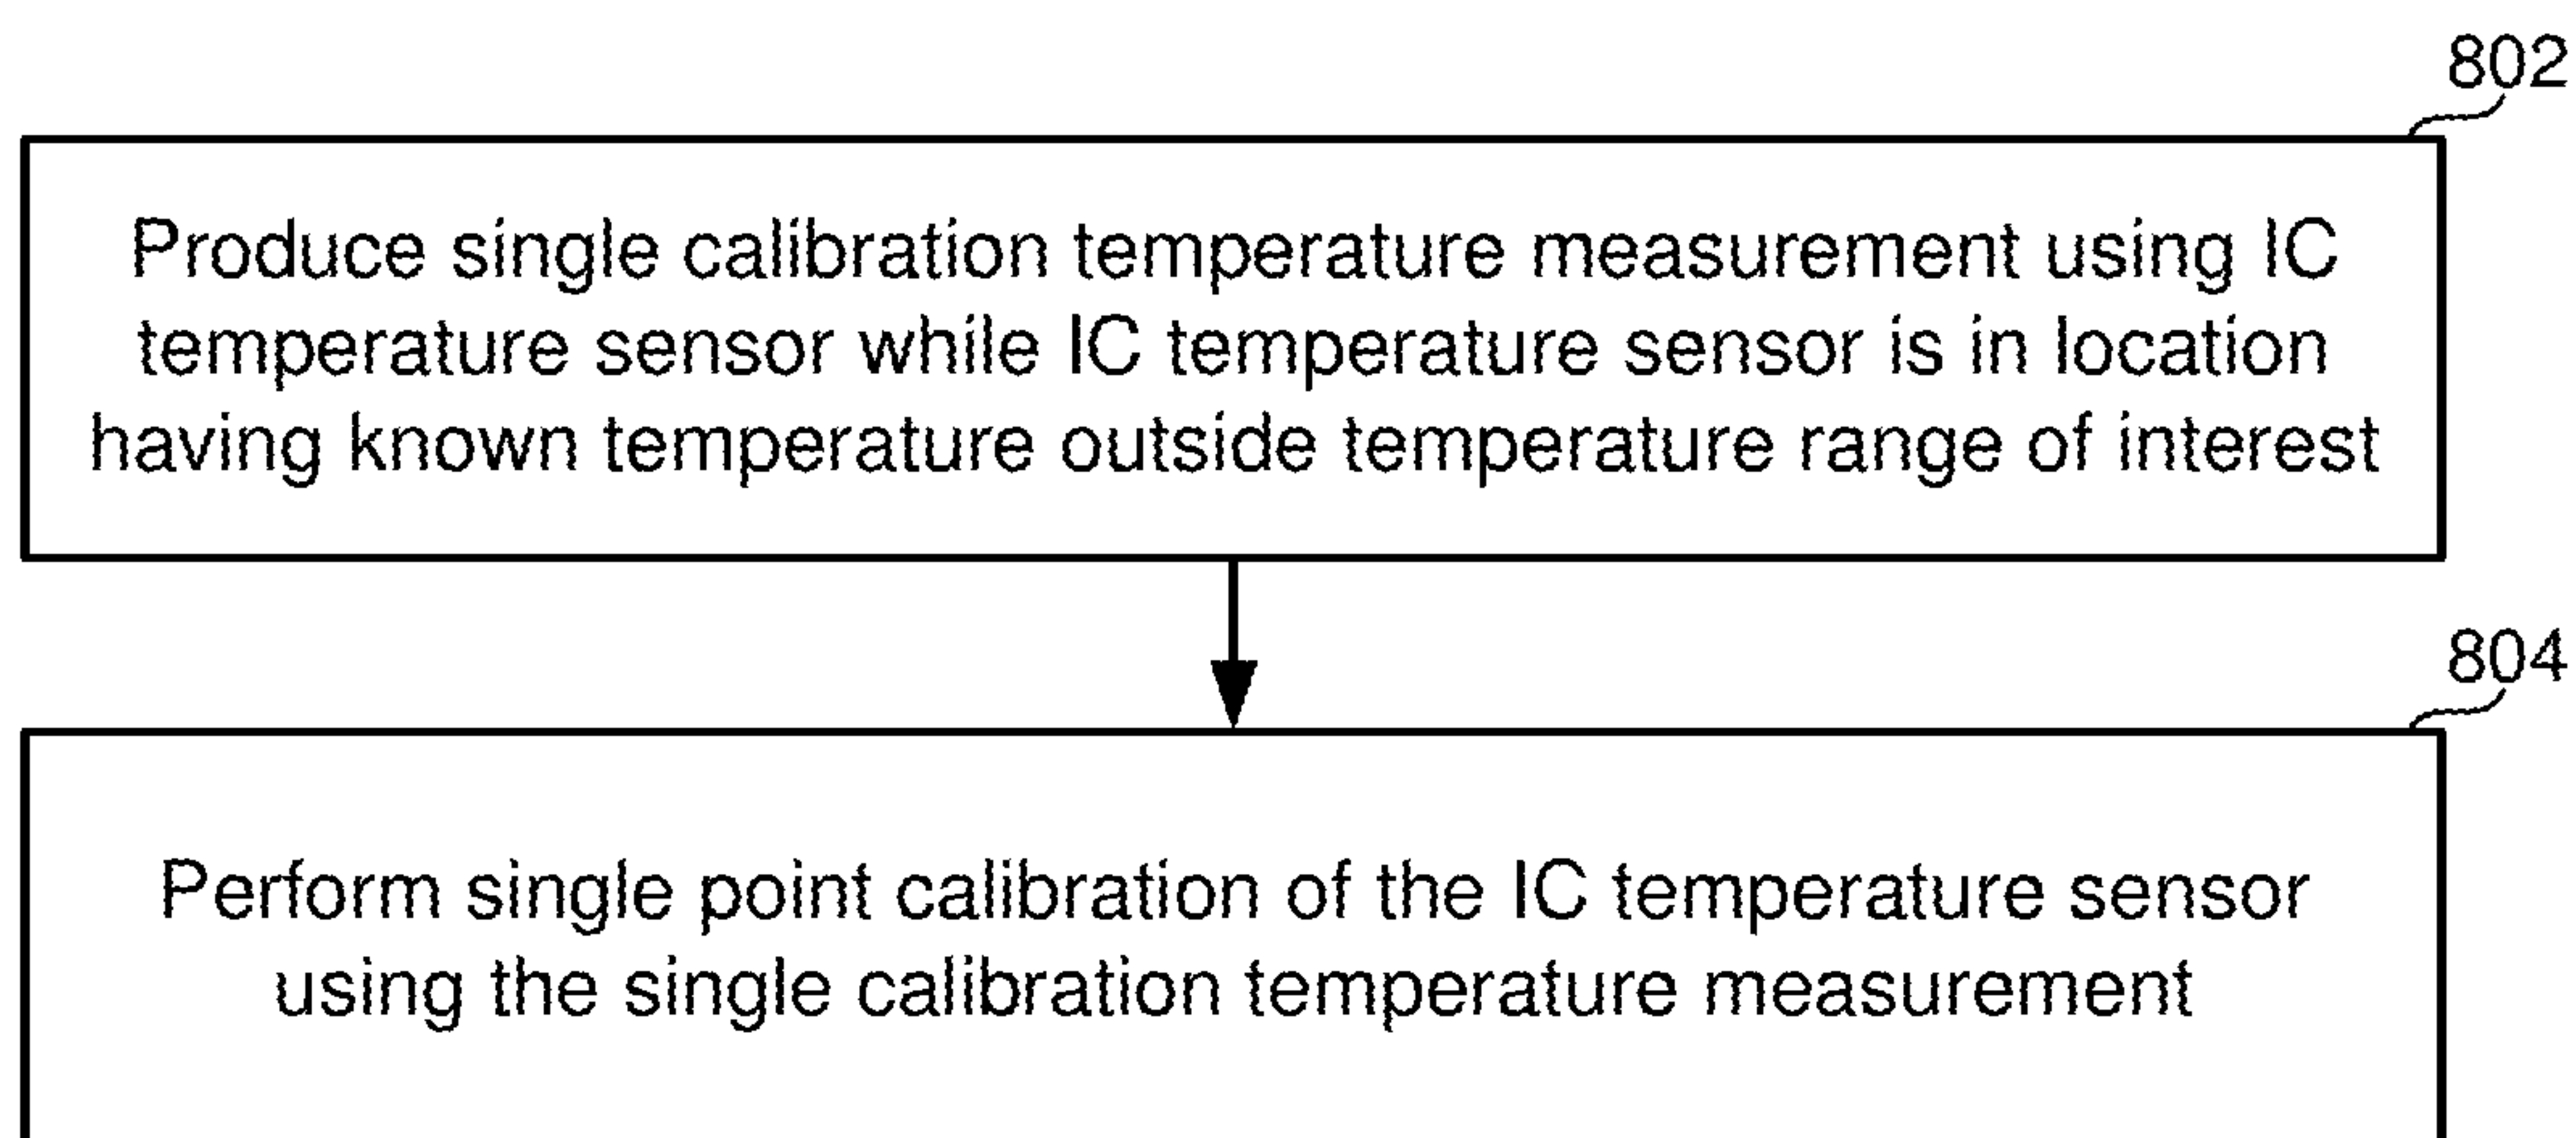 802
Produce single calibration temperature measurement using IC
temperature sensor while IC temperature sensor is in location
having known temperature outside temperature range of interest
804
Perform single point calibration of the IC temperature sensor
using the single calibration temperature measurement